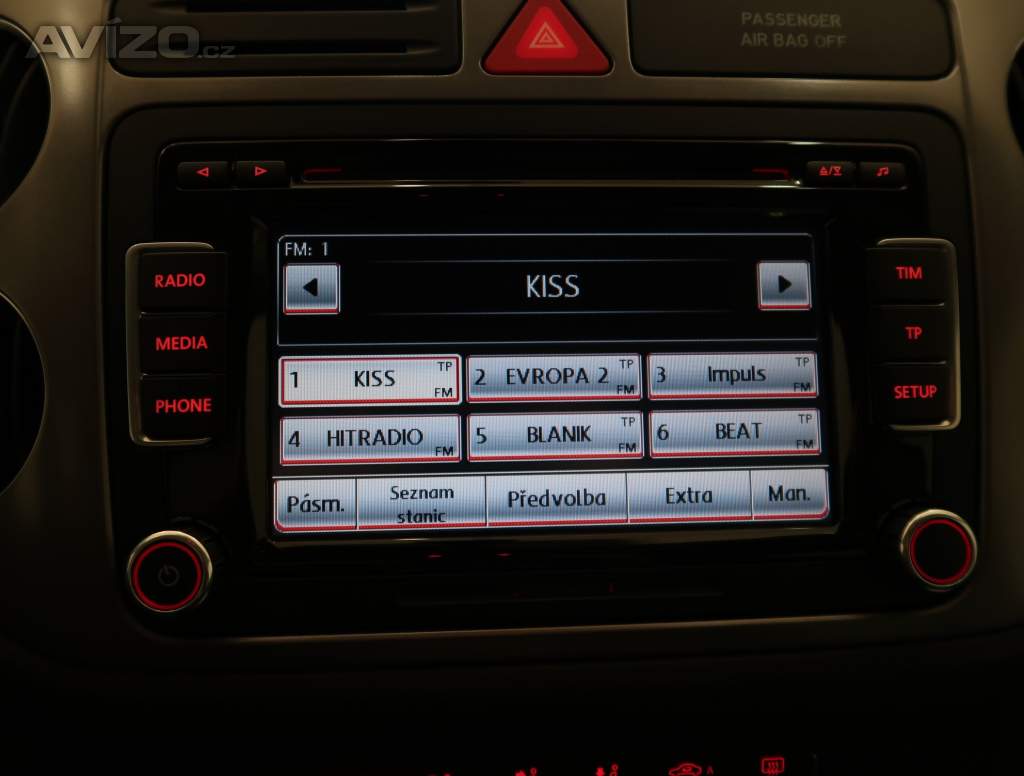 AVÍZO.cz
PASSENGER
AIR BAG OFF
RADIO
MEDIA
PHONE
FM: 1
KISS
1 KISS TP FM
2 EVROPA 2 TP FM
3 Impuls TP FM
4 HITRADIO FM
5 BLANIK TP FM
6 BEAT TP FM
Pásm.
Seznam
stanic
Předvolba
Extra
Man.
TIM
TP
SETUP
A